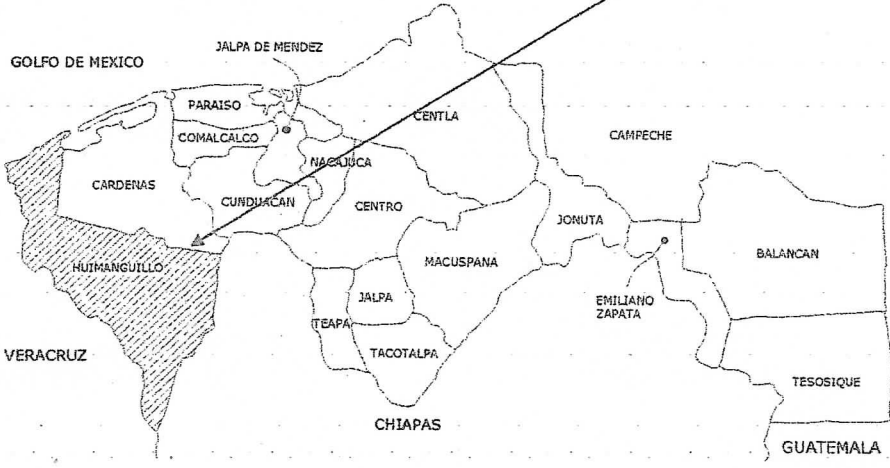 JALPA DE MENDEZ
GOLFO DE MEXICO
PARAISO
COMALCALCO
CENTLA
CAMPECHE
NACAJUCA
CARDENAS
CUNDUACAN
CENTRO
JONUTA
BALANCAN
HUIMANGUILLO
MACUSPANA
JALPA
EMILIANO
ZAPATA
TEAPA
VERACRUZ
TACOTALPA
TESOSIQUE
CHIAPAS
GUATEMALA